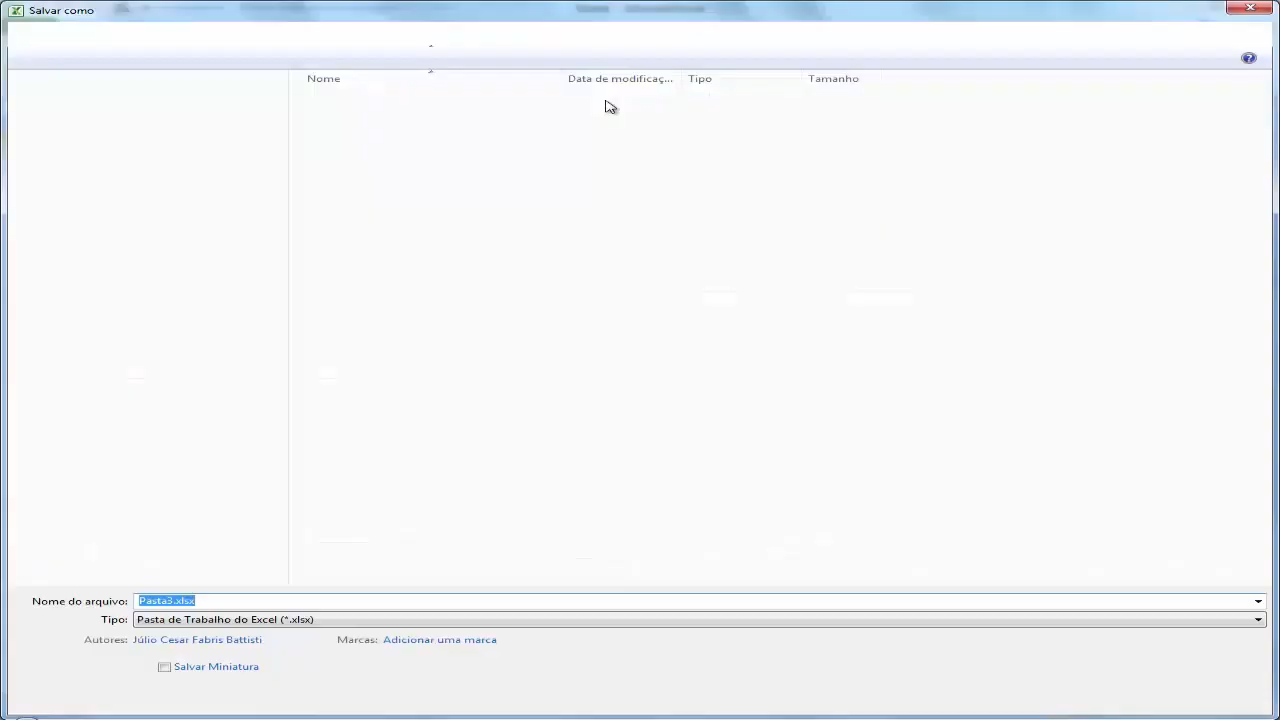 Salvar como
Nome Data de modificaç... Tipo Tamanho
Nome do arquivo: Pasta3.xlsx
Tipo: Pasta de Trabalho do Excel (*.xlsx)
Autores: Júlio Cesar Fabris Battisti Marcas: Adicionar uma marca
Salvar Miniatura